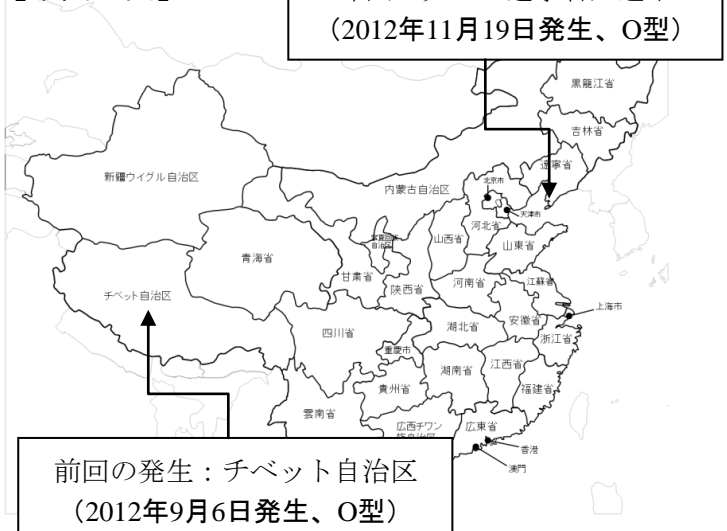 （2012年11月19日発生、O型）
黒龍江省
吉林省
遼寧省
新疆ウイグル自治区
内蒙古自治区
北京市
天津市
河北省
山西省
山東省
青海省
甘粛省
陝西省
河南省
江蘇省
チベット自治区
上海市
四川省
湖北省
安徽省
浙江省
重慶市
湖南省
江西省
貴州省
福建省
雲南省
広西チワン
広東省
香港
澳門
前回の発生：チベット自治区
（2012年9月6日発生、O型）